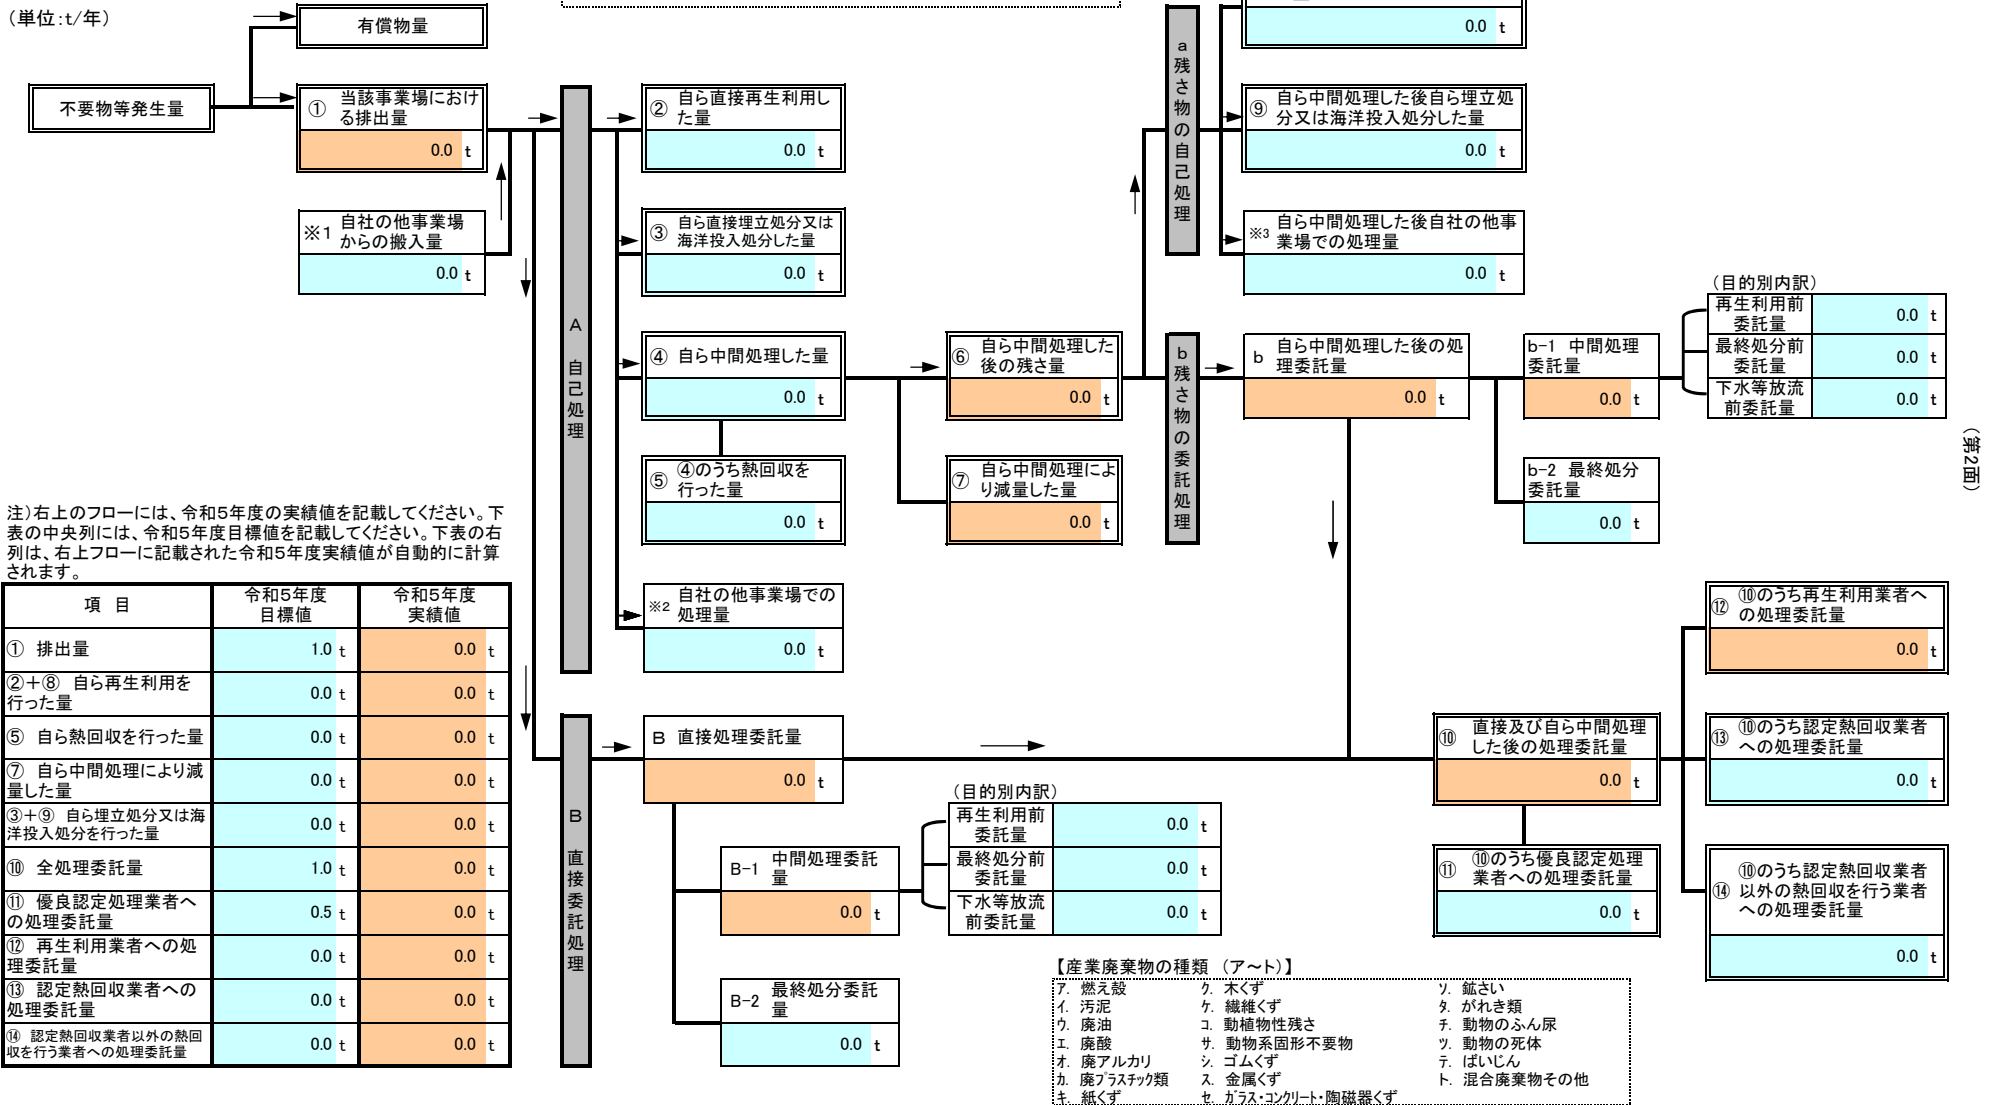 （単位：t/年）
有償物量
不要物等発生量
① 当該事業場におけ
る排出量
0.0 t
※1 自社の他事業場
からの搬入量
0.0 t
A 自己処理
② 自ら直接再生利用し
た量
0.0 t
③ 自ら直接埋立処分又は
海洋投入処分した量
0.0 t
④ 自ら中間処理した量
0.0 t
⑤ ④のうち熱回収を
行った量
0.0 t
※2 自社の他事業場での
処理量
0.0 t
⑥ 自ら中間処理した
後の残さ量
0.0 t
⑦ 自ら中間処理によ
り減量した量
0.0 t
a 残さ物の自己処理
0.0 t
⑨ 自ら中間処理した後自ら埋立処
分又は海洋投入処分した量
0.0 t
※3 自ら中間処理した後自社の他事
業場での処理量
0.0 t
b 残さ物の委託処理
b 自ら中間処理した後の処
理委託量
0.0 t
b-1 中間処理
委託量
0.0 t
b-2 最終処分
委託量
0.0 t
（目的別内訳）
再生利用前
委託量 0.0 t
最終処分前
委託量 0.0 t
下水等放流
前委託量 0.0 t
（第2面）
注）右上のフローには、令和5年度の実績値を記載してください。下
表の中央列には、令和5年度目標値を記載してください。下表の右
列は、右上フローに記載された令和5年度実績値が自動的に計算
されます。
項 目 令和5年度 目標値 令和5年度 実績値
① 排出量 1.0 t 0.0 t
②＋⑧ 自ら再生利用を
行った量 0.0 t 0.0 t
⑤ 自ら熱回収を行った量 0.0 t 0.0 t
⑦ 自ら中間処理により減
量した量 0.0 t 0.0 t
③＋⑨ 自ら埋立処分又は海
洋投入処分を行った量 0.0 t 0.0 t
⑩ 全処理委託量 1.0 t 0.0 t
⑪ 優良認定処理業者へ
の処理委託量 0.5 t 0.0 t
⑫ 再生利用業者への処
理委託量 0.0 t 0.0 t
⑬ 認定熱回収業者への
処理委託量 0.0 t 0.0 t
⑭ 認定熱回収業者以外の熱回
収を行う業者への処理委託量 0.0 t 0.0 t
B 直接委託処理
B 直接処理委託量
0.0 t
B-1 中間処理委託
量
0.0 t
B-2 最終処分委託
量
0.0 t
（目的別内訳）
再生利用前
委託量 0.0 t
最終処分前
委託量 0.0 t
下水等放流
前委託量 0.0 t
⑩ 直接及び自ら中間処理
した後の処理委託量
0.0 t
⑪ ⑩のうち優良認定処理
業者への処理委託量
0.0 t
⑫ ⑩のうち再生利用業者へ
の処理委託量
0.0 t
⑬ ⑩のうち認定熱回収業者
への処理委託量
0.0 t
⑭ ⑩のうち認定熱回収業者
以外の熱回収を行う業者
への処理委託量
0.0 t
【産業廃棄物の種類 （ア～ト）】
ア. 燃え殻 ク. 木くず ソ. 鉱さい
イ. 汚泥 ケ. 繊維くず タ. がれき類
ウ. 廃油 コ. 動植物性残さ チ. 動物のふん尿
エ. 廃酸 サ. 動物系固形不要物 ツ. 動物の死体
オ. 廃アルカリ シ. ゴムくず テ. ばいじん
カ. 廃プラスチック類 ス. 金属くず ト. 混合廃棄物その他
キ. 紙くず セ. ガラス・コンクリート・陶磁器くず